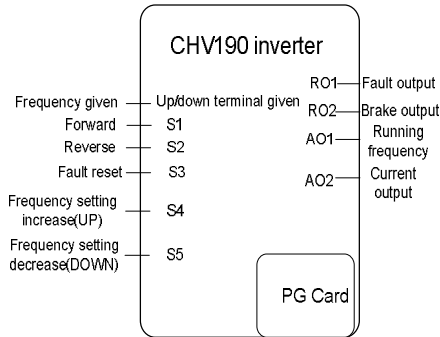 CHV190 inverter
Frequency given
Up/down terminal given
Forward
S1
Reverse
S2
Fault reset
S3
Frequency setting
increase(UP)
S4
Frequency setting
decrease(DOWN)
S5
RO1
Fault output
RO2
Brake output
AO1
Running
frequency
AO2
Current
output
PG Card